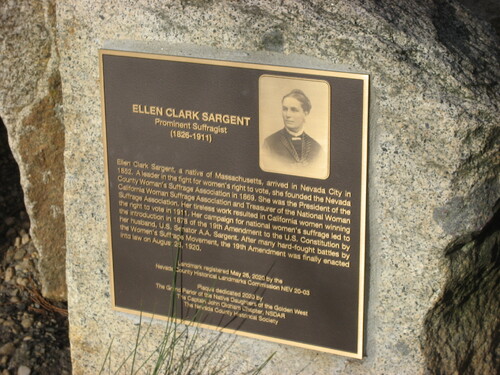 ELLEN CLARK SARGENT
Prominent Suffragist
(1826-1911)
Ellen Clark Sargent, a native of Massachusetts, arrived in Nevada City in
1852. A leader in the fight for women's right to vote, she founded the Nevada
County Women's Suffrage Association in 1869. She was the President of the
California Women Suffrage Association and Treasurer of the National Woman
Suffrage Association. Her tireless work resulted in California women winning
the right to vote in 1911. Her campaign for national women's suffrage led to
the introduction in 1878 of the 19th Amendment to the U.S. Constitution by
her husband, U.S. Senator A.A. Sargent. After many hard-fought battles by
the Women's Suffrage Movement, the 19th Amendment was finally enacted
into law on August 26, 1920.
Landmark registered May 26, 2020 by the
Nevada County Historical Landmarks Commission NEV 20-03
Plaque dedicated 2020 By
The Grand Parlor of the Native Daughters of the Golden West
The Captain John Oldham Chapter, NSDAR
The Nevada County Historical Society